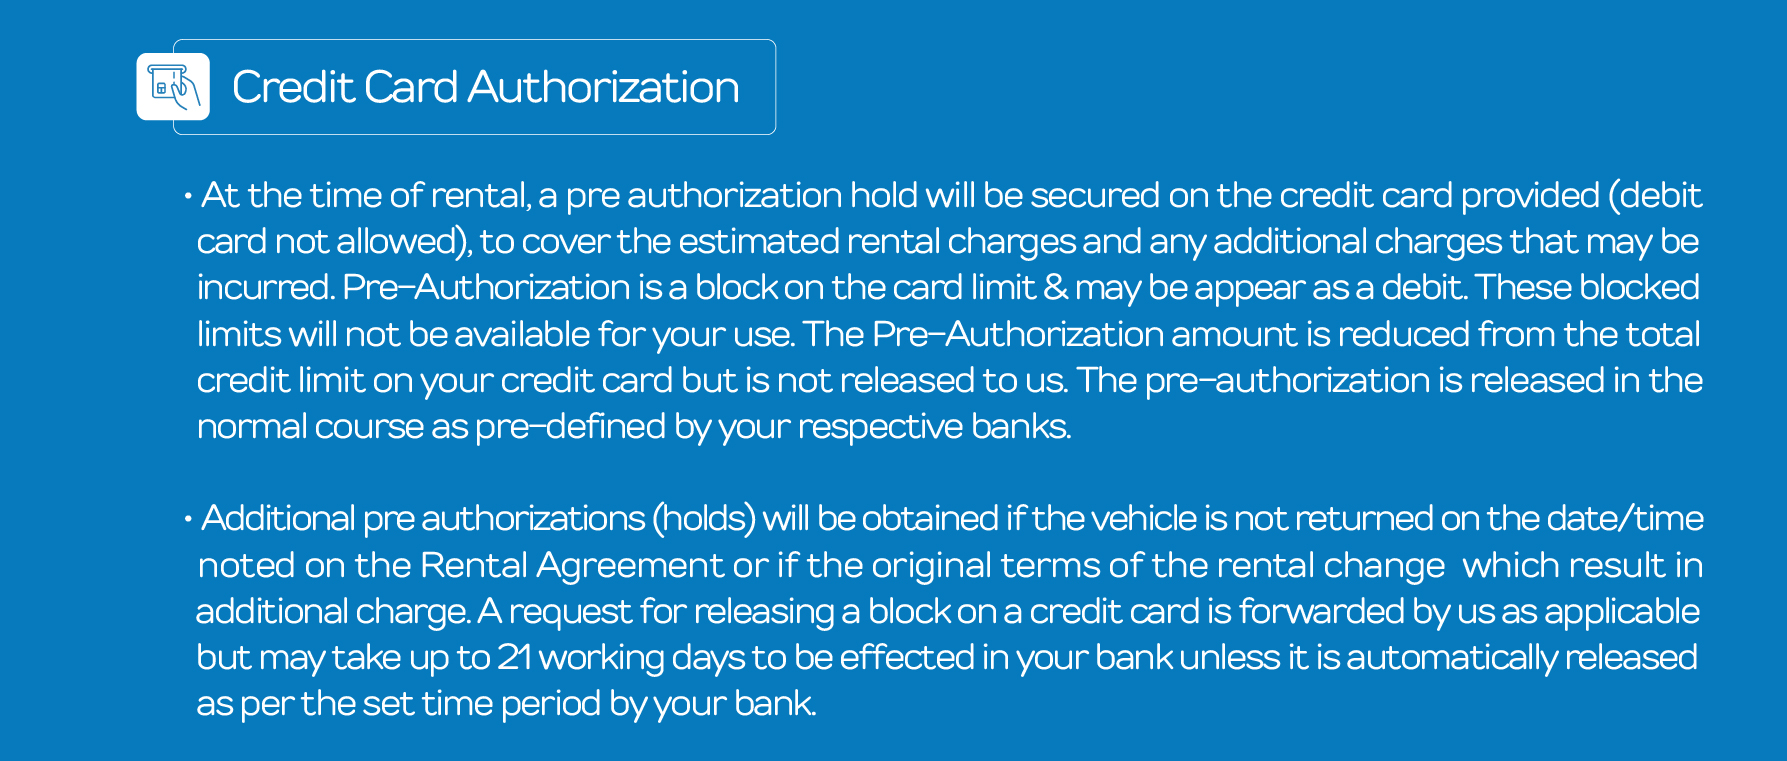 Credit Card Authorization
• At the time of rental, a pre authorization hold will be secured on the credit card provided (debit
card not allowed), to cover the estimated rental charges and any additional charges that may be
incurred. Pre-Authorization is a block on the card limit & may be appear as a debit. These blocked
limits will not be available for your use. The Pre-Authorization amount is reduced from the total
credit limit on your credit card but is not released to us. The pre-authorization is released in the
normal course as pre-defined by your respective banks.
• Additional pre authorizations (holds) will be obtained if the vehicle is not returned on the date/time
noted on the Rental Agreement or if the original terms of the rental change which result in
additional charge. A request for releasing a block on a credit card is forwarded by us as applicable
but may take up to 21 working days to be effected in your bank unless it is automatically released
as per the set time period by your bank.